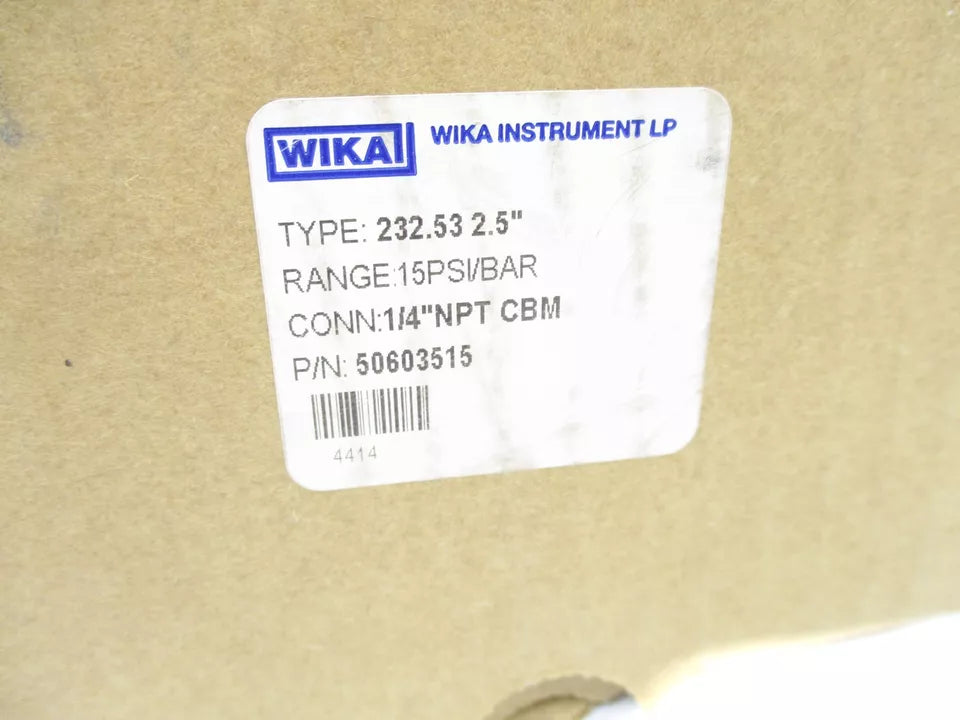 WIKA WIKA INSTRUMENT LP
TYPE: 232.53 2.5"
RANGE:15PSI/BAR
CONN:1/4"NPT CBM
P/N: 50603515
4414